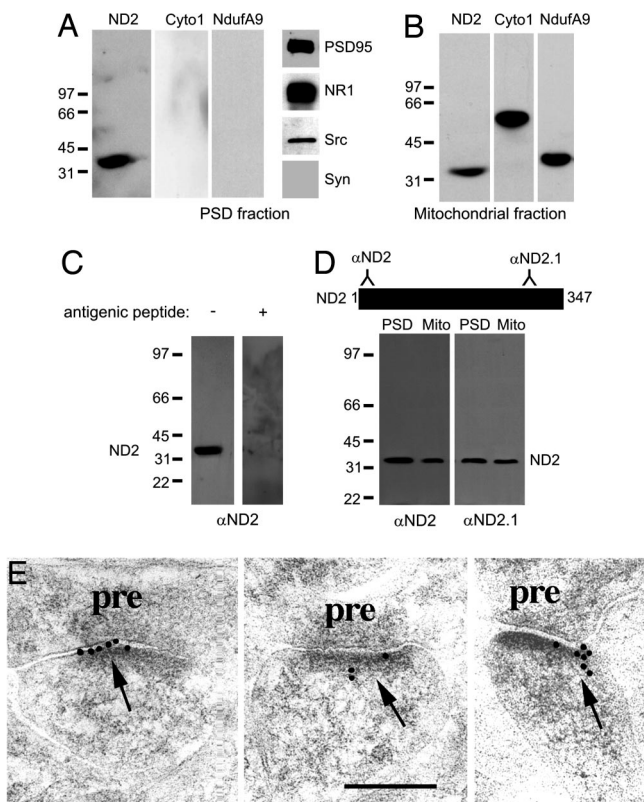 A
ND2 Cyto1 NdufA9
97
66
45
31
PSD95
NR1
Src
Syn
PSD fraction
B
ND2 Cyto1 NdufA9
97
66
45
31
Mitochondrial fraction
C
antigenic peptide: - +
97
66
45
ND2
31
22
αND2
D
αND2 αND2.1
ND2 1 347
PSD Mito PSD Mito
97
66
45
31
ND2
22
αND2 αND2.1
E
pre
pre
pre